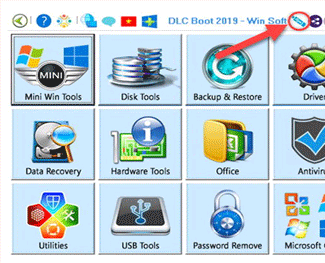 DLC Boot 2019 - Win Soft
MINI
Mini Win Tools
Disk Tools
Backup & Restore
Drive
Data Recovery
Hardware Tools
Office
Antivir
Utilities
USB Tools
Password Remove
Microsoft